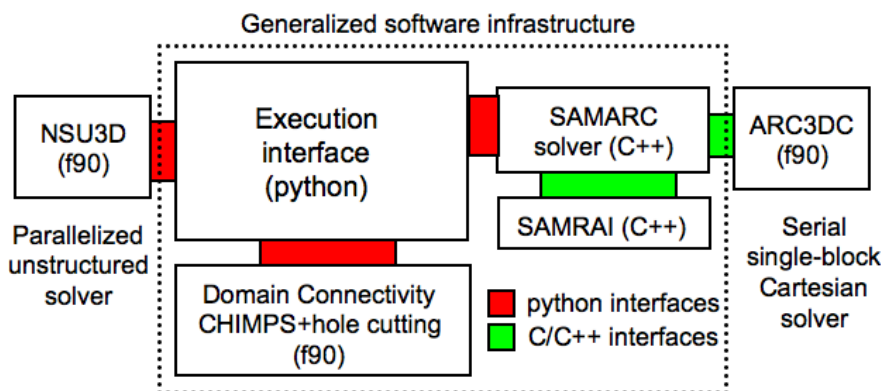 Generalized software infrastructure
NSU3D
(f90)
Parallelized
unstructured
solver
Execution
interface
(python)
Domain Connectivity
CHIMPS+hole cutting
(f90)
SAMARC
solver (C++)
SAMRAI (C++)
python interfaces
C/C++ interfaces
ARC3DC
(f90)
Serial
single-block
Cartesian
solver